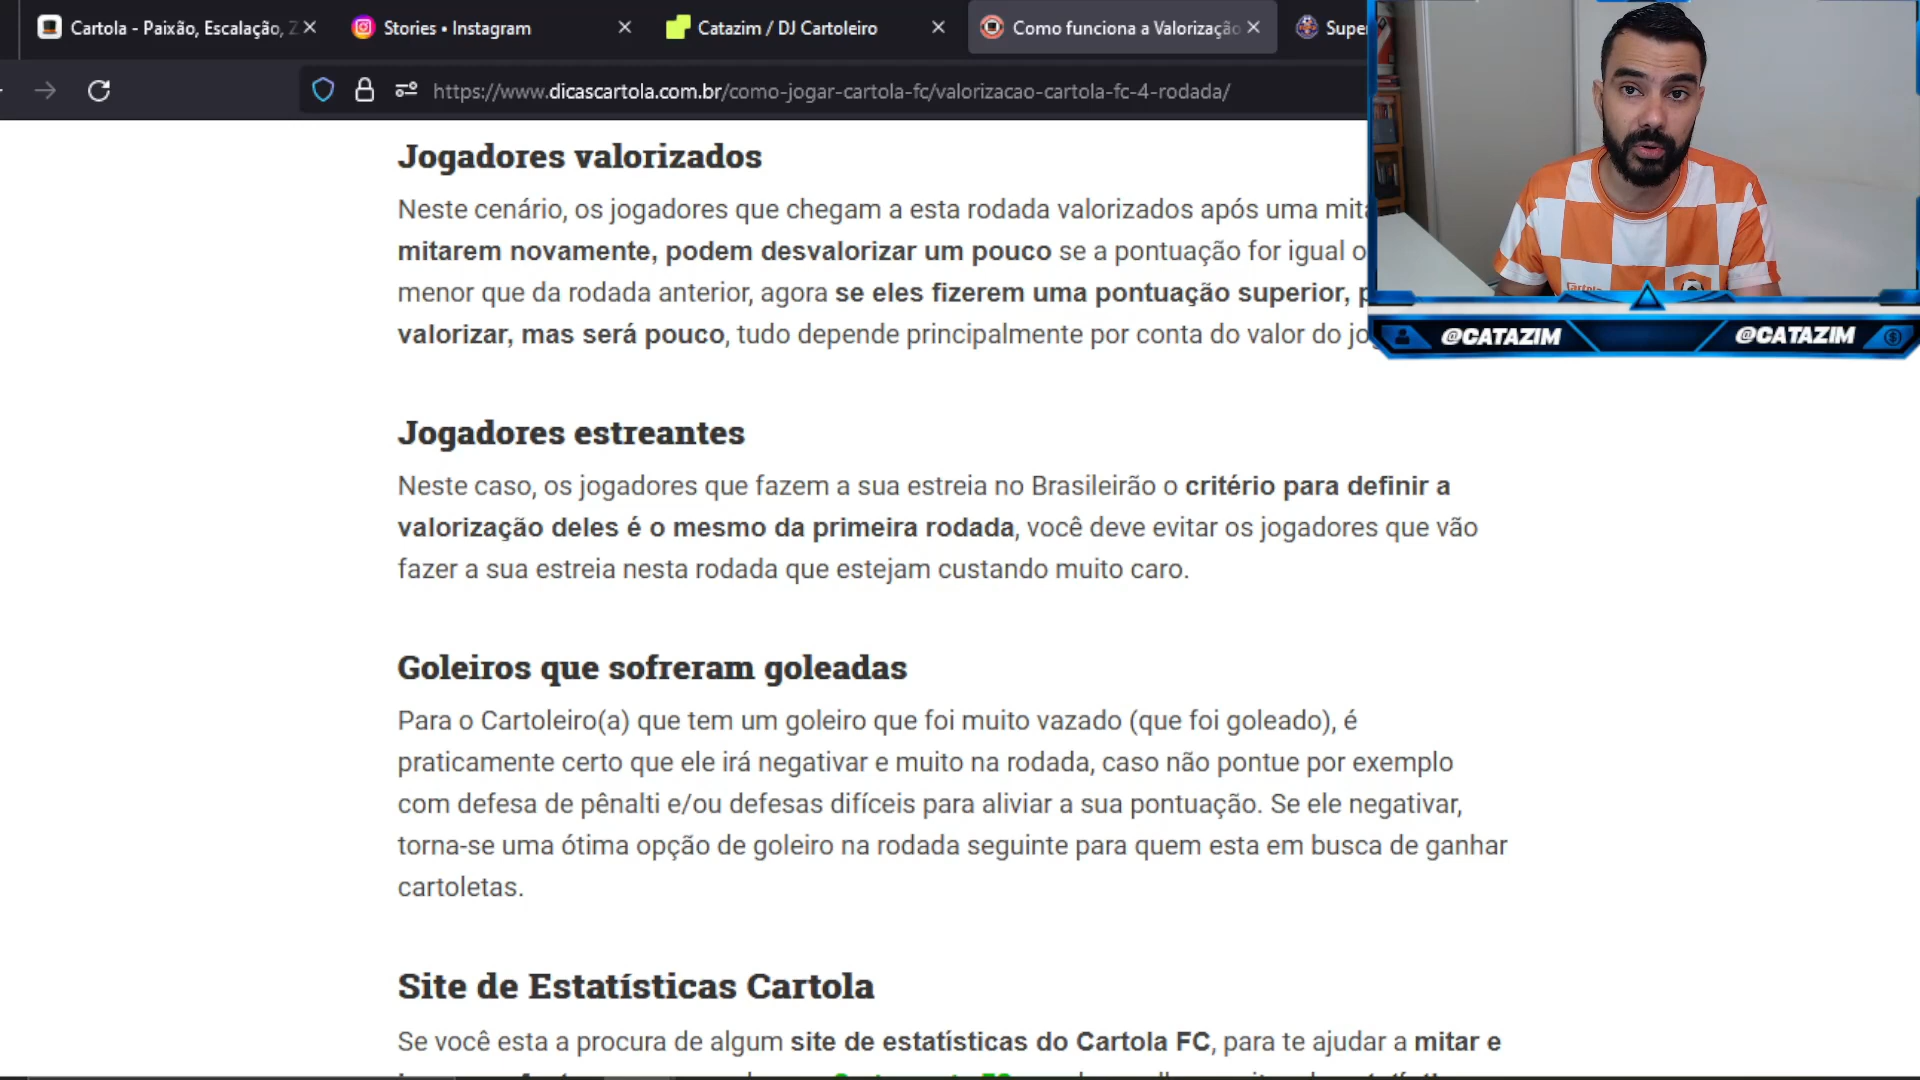 Cartola - Paixão, Escalação,
Stories • Instagram
Catazim / DJ Cartoleiro
Como funciona a Valorização
https://www.dicascartola.com.br/como-jogar-cartola-fc/valorizacao-cartola-fc-4-rodada/
Jogadores valorizados
Neste cenário, os jogadores que chegam a esta rodada valorizados após uma
mitarem novamente, podem desvalorizar um pouco se a pontuação for igual
menor que da rodada anterior, agora se eles fizerem uma pontuação superior,
valorizar, mas será pouco, tudo depende principalmente por conta do valor do
@CATAZIM
@CATAZIM
Jogadores estreantes
Neste caso, os jogadores que fazem a sua estreia no Brasileirão o critério para definir a
valorização deles é o mesmo da primeira rodada, você deve evitar os jogadores que vão
fazer a sua estreia nesta rodada que estejam custando muito caro.
Goleiros que sofreram goleadas
Para o Cartoleiro(a) que tem um goleiro que foi muito vazado (que foi goleado), é
praticamente certo que ele irá negativar e muito na rodada, caso não pontue por exemplo
com defesa de pênalti e/ou defesas difíceis para aliviar a sua pontuação. Se ele negativar,
torna-se uma ótima opção de goleiro na rodada seguinte para quem esta em busca de ganhar
cartoletas.
Site de Estatísticas Cartola
Se você esta a procura de algum site de estatísticas do Cartola FC, para te ajudar a mitar e